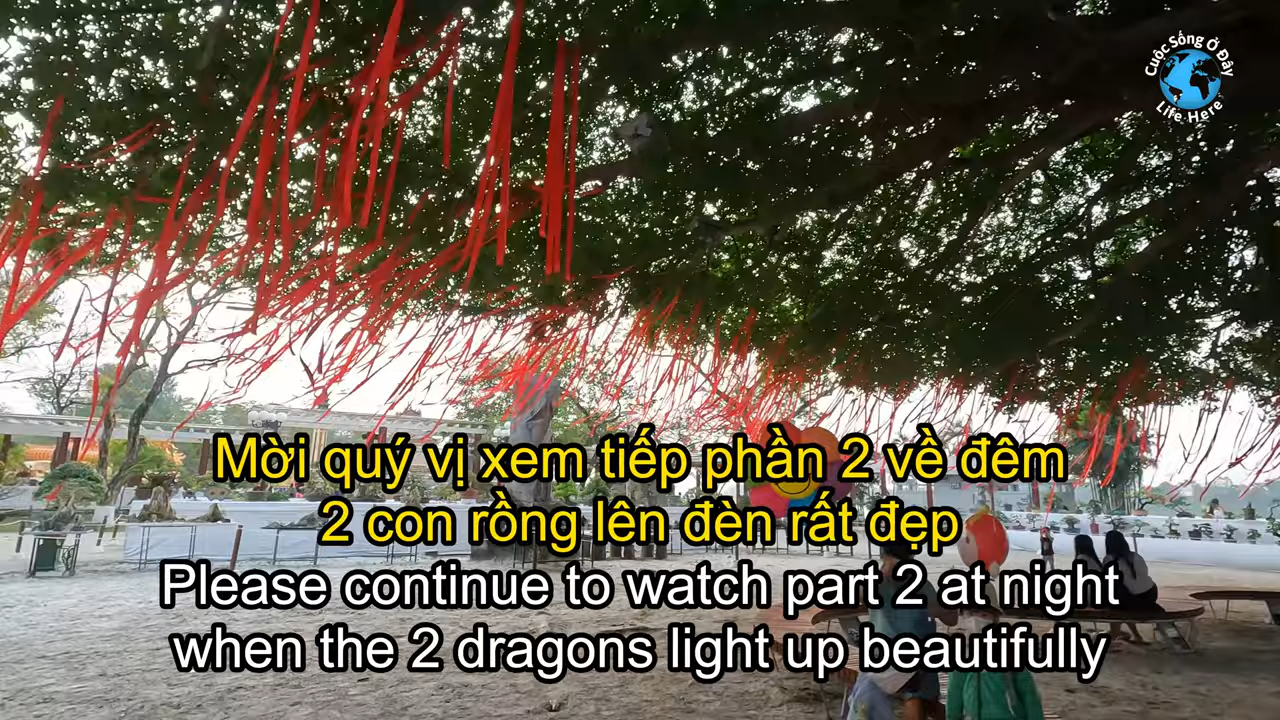 Cuộc Sống Ở Đây
Life Here
Mời quý vị xem tiếp phần 2 về đêm
2 con rồng lên đèn rất đẹp
Please continue to watch part 2 at night
when the 2 dragons light up beautifully